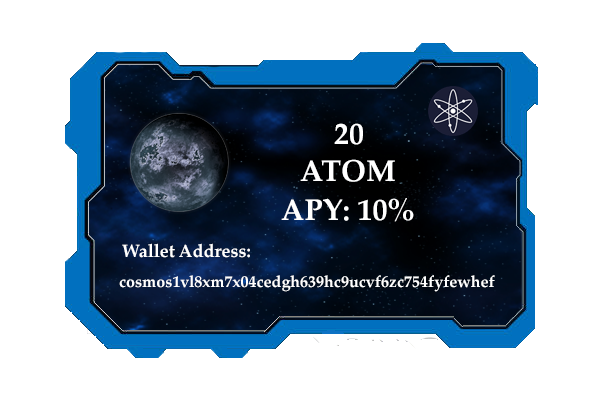 20
ATOM
APY: 10%
Wallet Address:
cosmos1vl8xm7x04cedgh639hc9ucvf6zc754fyfewhef